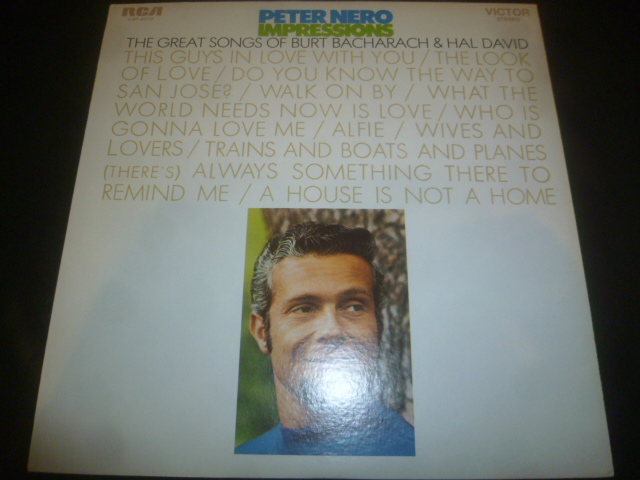 RCA
VICTOR
STEREO
PETER NERO
IMPRESSIONS
THE GREAT SONGS OF BURT BACHARACH & HAL DAVID
THIS GUYS IN LOVE WITH YOU / THE LOOK
OF LOVE / DO YOU KNOW THE WAY TO
SAN JOSÉ? / WALK ON BY / WHAT THE
WORLD NEEDS NOW IS LOVE / WHO IS
GONNA LOVE ME / ALFIE / WIVES AND
LOVERS / TRAINS AND BOATS AND PLANES
(THERE'S) ALWAYS SOMETHING THERE TO
REMIND ME / A HOUSE IS NOT A HOME